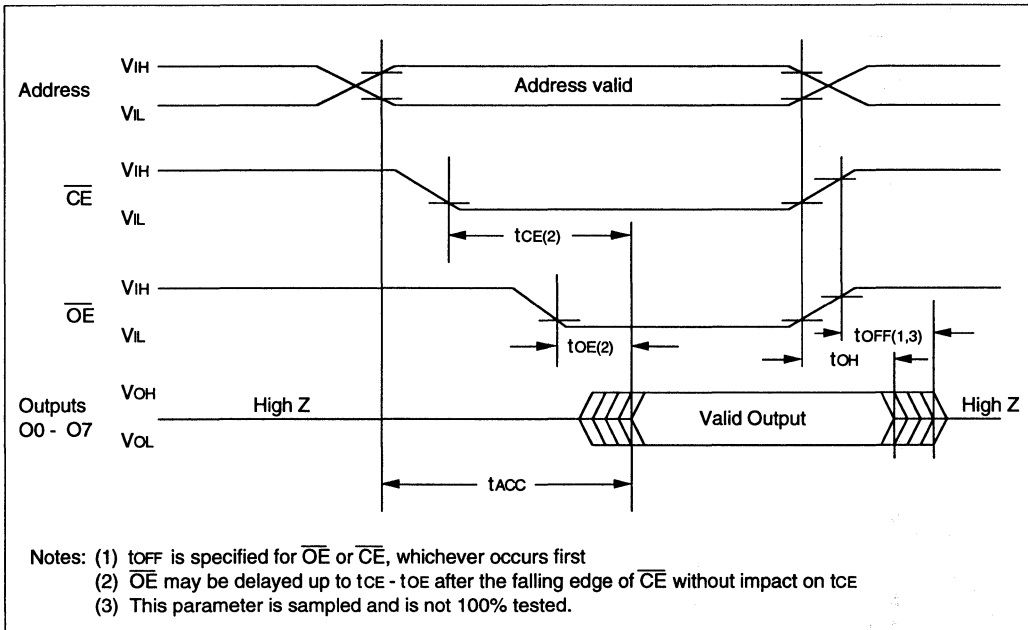 Address
VIH
VIL
Address valid
CE
VIH
VIL
tCE(2)
OE
VIH
VIL
tOE(2)
tOFF(1,3)
tOH
Outputs
O0 - O7
VOH
VOL
High Z
Valid Output
High Z
tACC
Notes: (1) tOFF is specified for OE or CE, whichever occurs first
(2) OE may be delayed up to tCE - tOE after the falling edge of CE without impact on tCE
(3) This parameter is sampled and is not 100% tested.